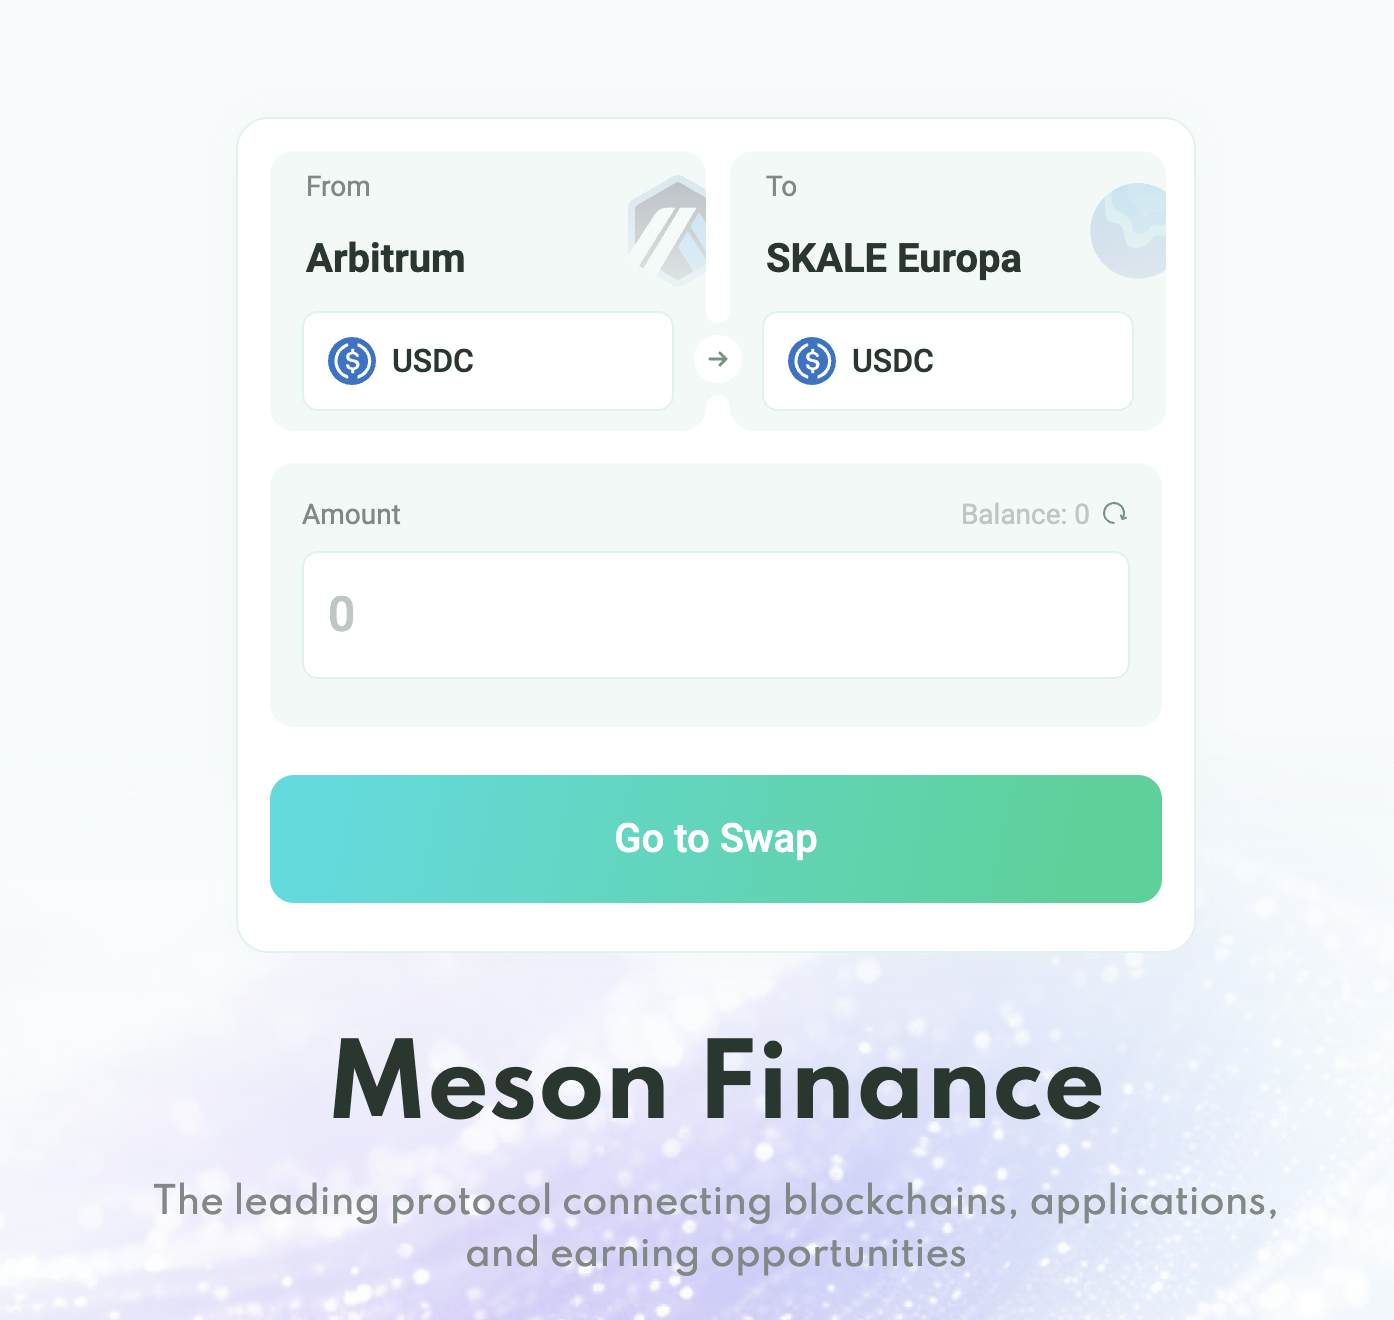 From
Arbitrum
USDC
To
SKALE Europa
USDC
Amount
Balance: 0
0
Go to Swap
Meson Finance
The leading protocol connecting blockchains, applications,
and earning opportunities